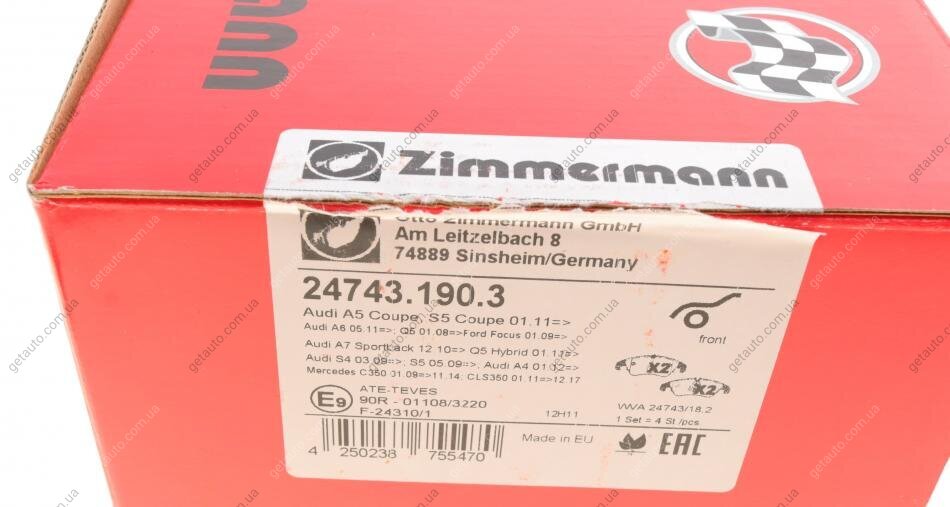 Zimmermann
Otto Zimmermann GmbH
Am Leitzelbach 8
74889 Sinsheim/Germany
24743.190.3
Audi A5 Coupe, S5 Coupe 01.11=>
Audi A6 05.11=>; Q5 01.08=>Ford Focus 01.09=>
Audi A7 Sportback 12.10=> Q5 Hybrid 01.11=>
Audi S4 03.09=>; S5 05.09=>, Audi A4 01.12=>
Mercedes C350 01.09=>11.14; CLS350 01.11=>12.17
front
X2
X2
E9
ATE-TEVES
90R - 01108/3220
F-24310/1
12H11
WVA 24743/18.2
1 Set = 4 St./pcs.
Made in EU
EAC
4 250238 755470
getauto.com.ua